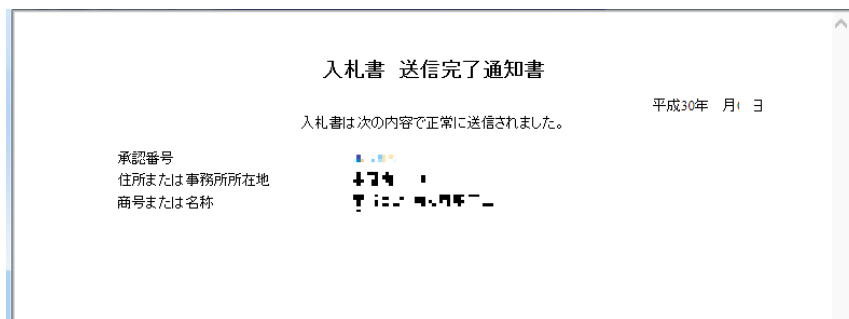 入札書 送信完了通知書
平成30年 月 日
入札書は次の内容で正常に送信されました。
承認番号
住所または事務所所在地
商号または名称